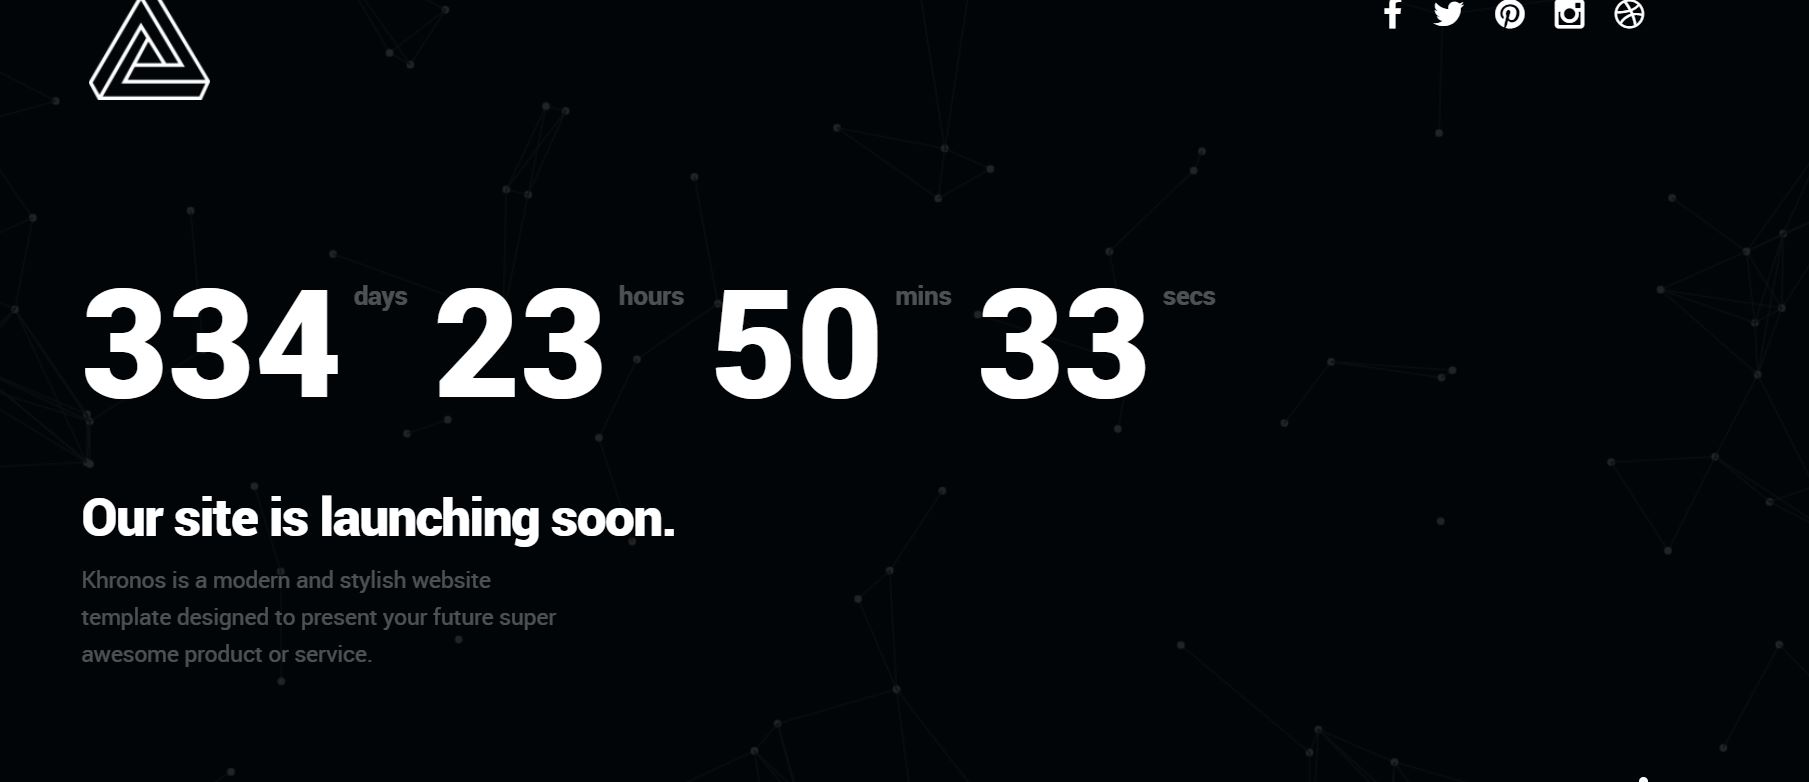 334 days 23 hours 50 mins 33 secs
Our site is launching soon.
Khronos is a modern and stylish website
template designed to present your future super
awesome product or service.